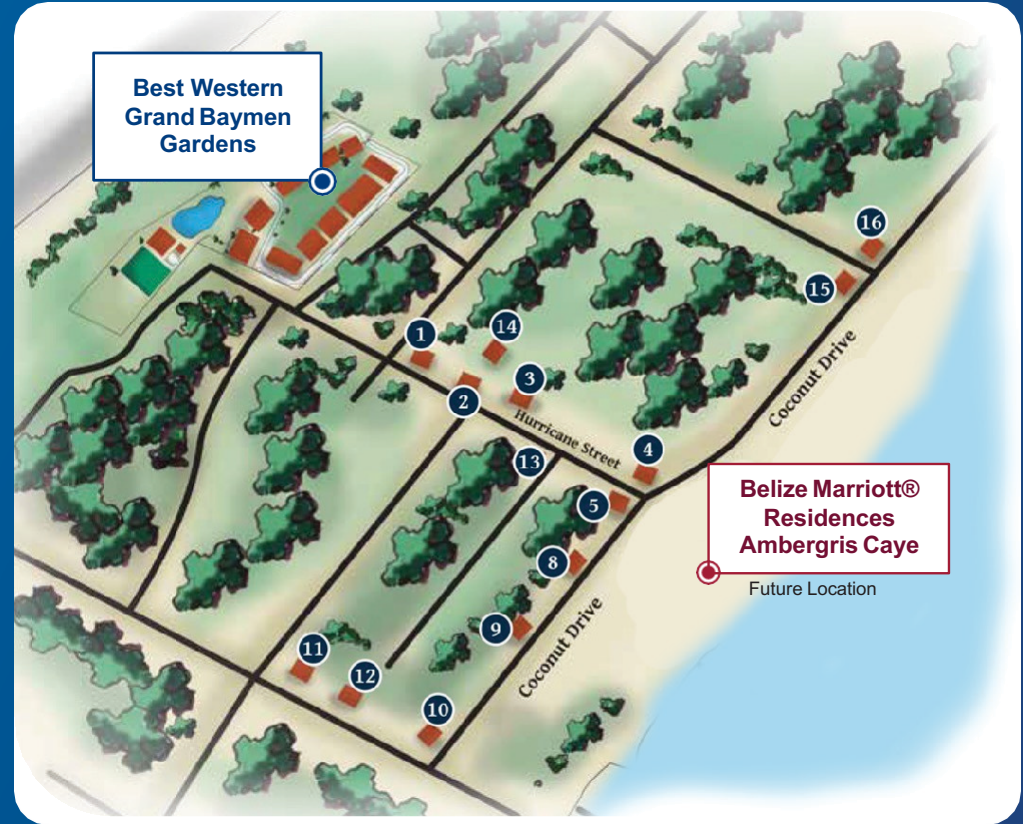 Best Western
Grand Baymen
Gardens
16
15
1
14
3
2
Coconut Drive
Hurricane Street
4
13
5
Belize Marriott®
Residences
Ambergris Caye
Future Location
8
9
Coconut Drive
11
12
10